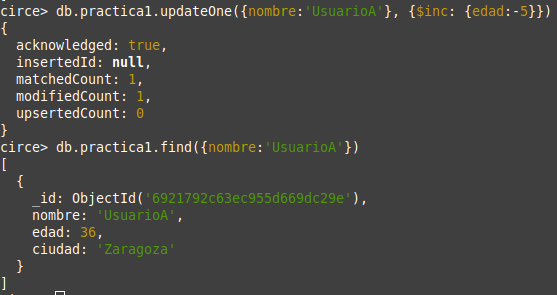 circe> db.practica1.updateOne({nombre:'UsuarioA'}, {$inc: {edad:-5}})
{
  acknowledged: true,
  insertedId: null,
  matchedCount: 1,
  modifiedCount: 1,
  upsertedCount: 0
}
circe> db.practica1.find({nombre:'UsuarioA'})
[
  {
    _id: ObjectId('6921792c63ec955d669dc29e'),
    nombre: 'UsuarioA',
    edad: 36,
    ciudad: 'Zaragoza'
  }
]